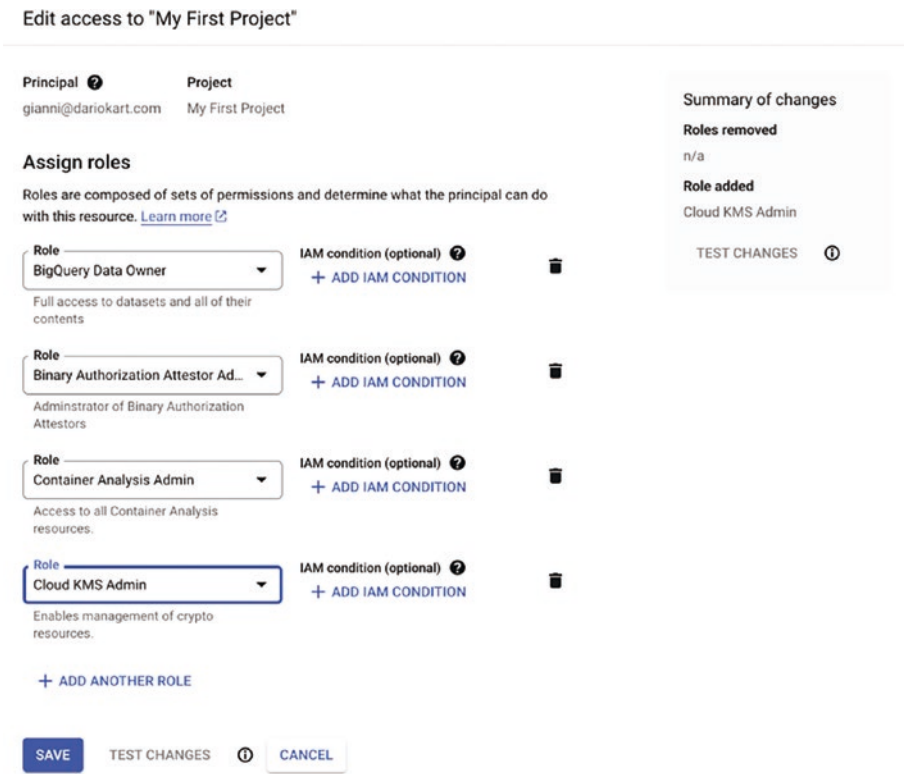 Edit access to "My First Project"
Principal
Project
gianni@dariokart.com
My First Project
Assign roles
Roles are composed of sets of permissions and determine what the principal can do
with this resource. Learn more
Role
BigQuery Data Owner
Full access to datasets and all of their
contents
IAM condition (optional)
+ ADD IAM CONDITION
Role
Binary Authorization Attestor Ad...
Adminstrator of Binary Authorization
Attestors
IAM condition (optional)
+ ADD IAM CONDITION
Role
Container Analysis Admin
Access to all Container Analysis
resources.
IAM condition (optional)
+ ADD IAM CONDITION
Role
Cloud KMS Admin
Enables management of crypto
resources.
IAM condition (optional)
+ ADD IAM CONDITION
+ ADD ANOTHER ROLE
SAVE
TEST CHANGES
CANCEL
Summary of changes
Roles removed
n/a
Role added
Cloud KMS Admin
TEST CHANGES